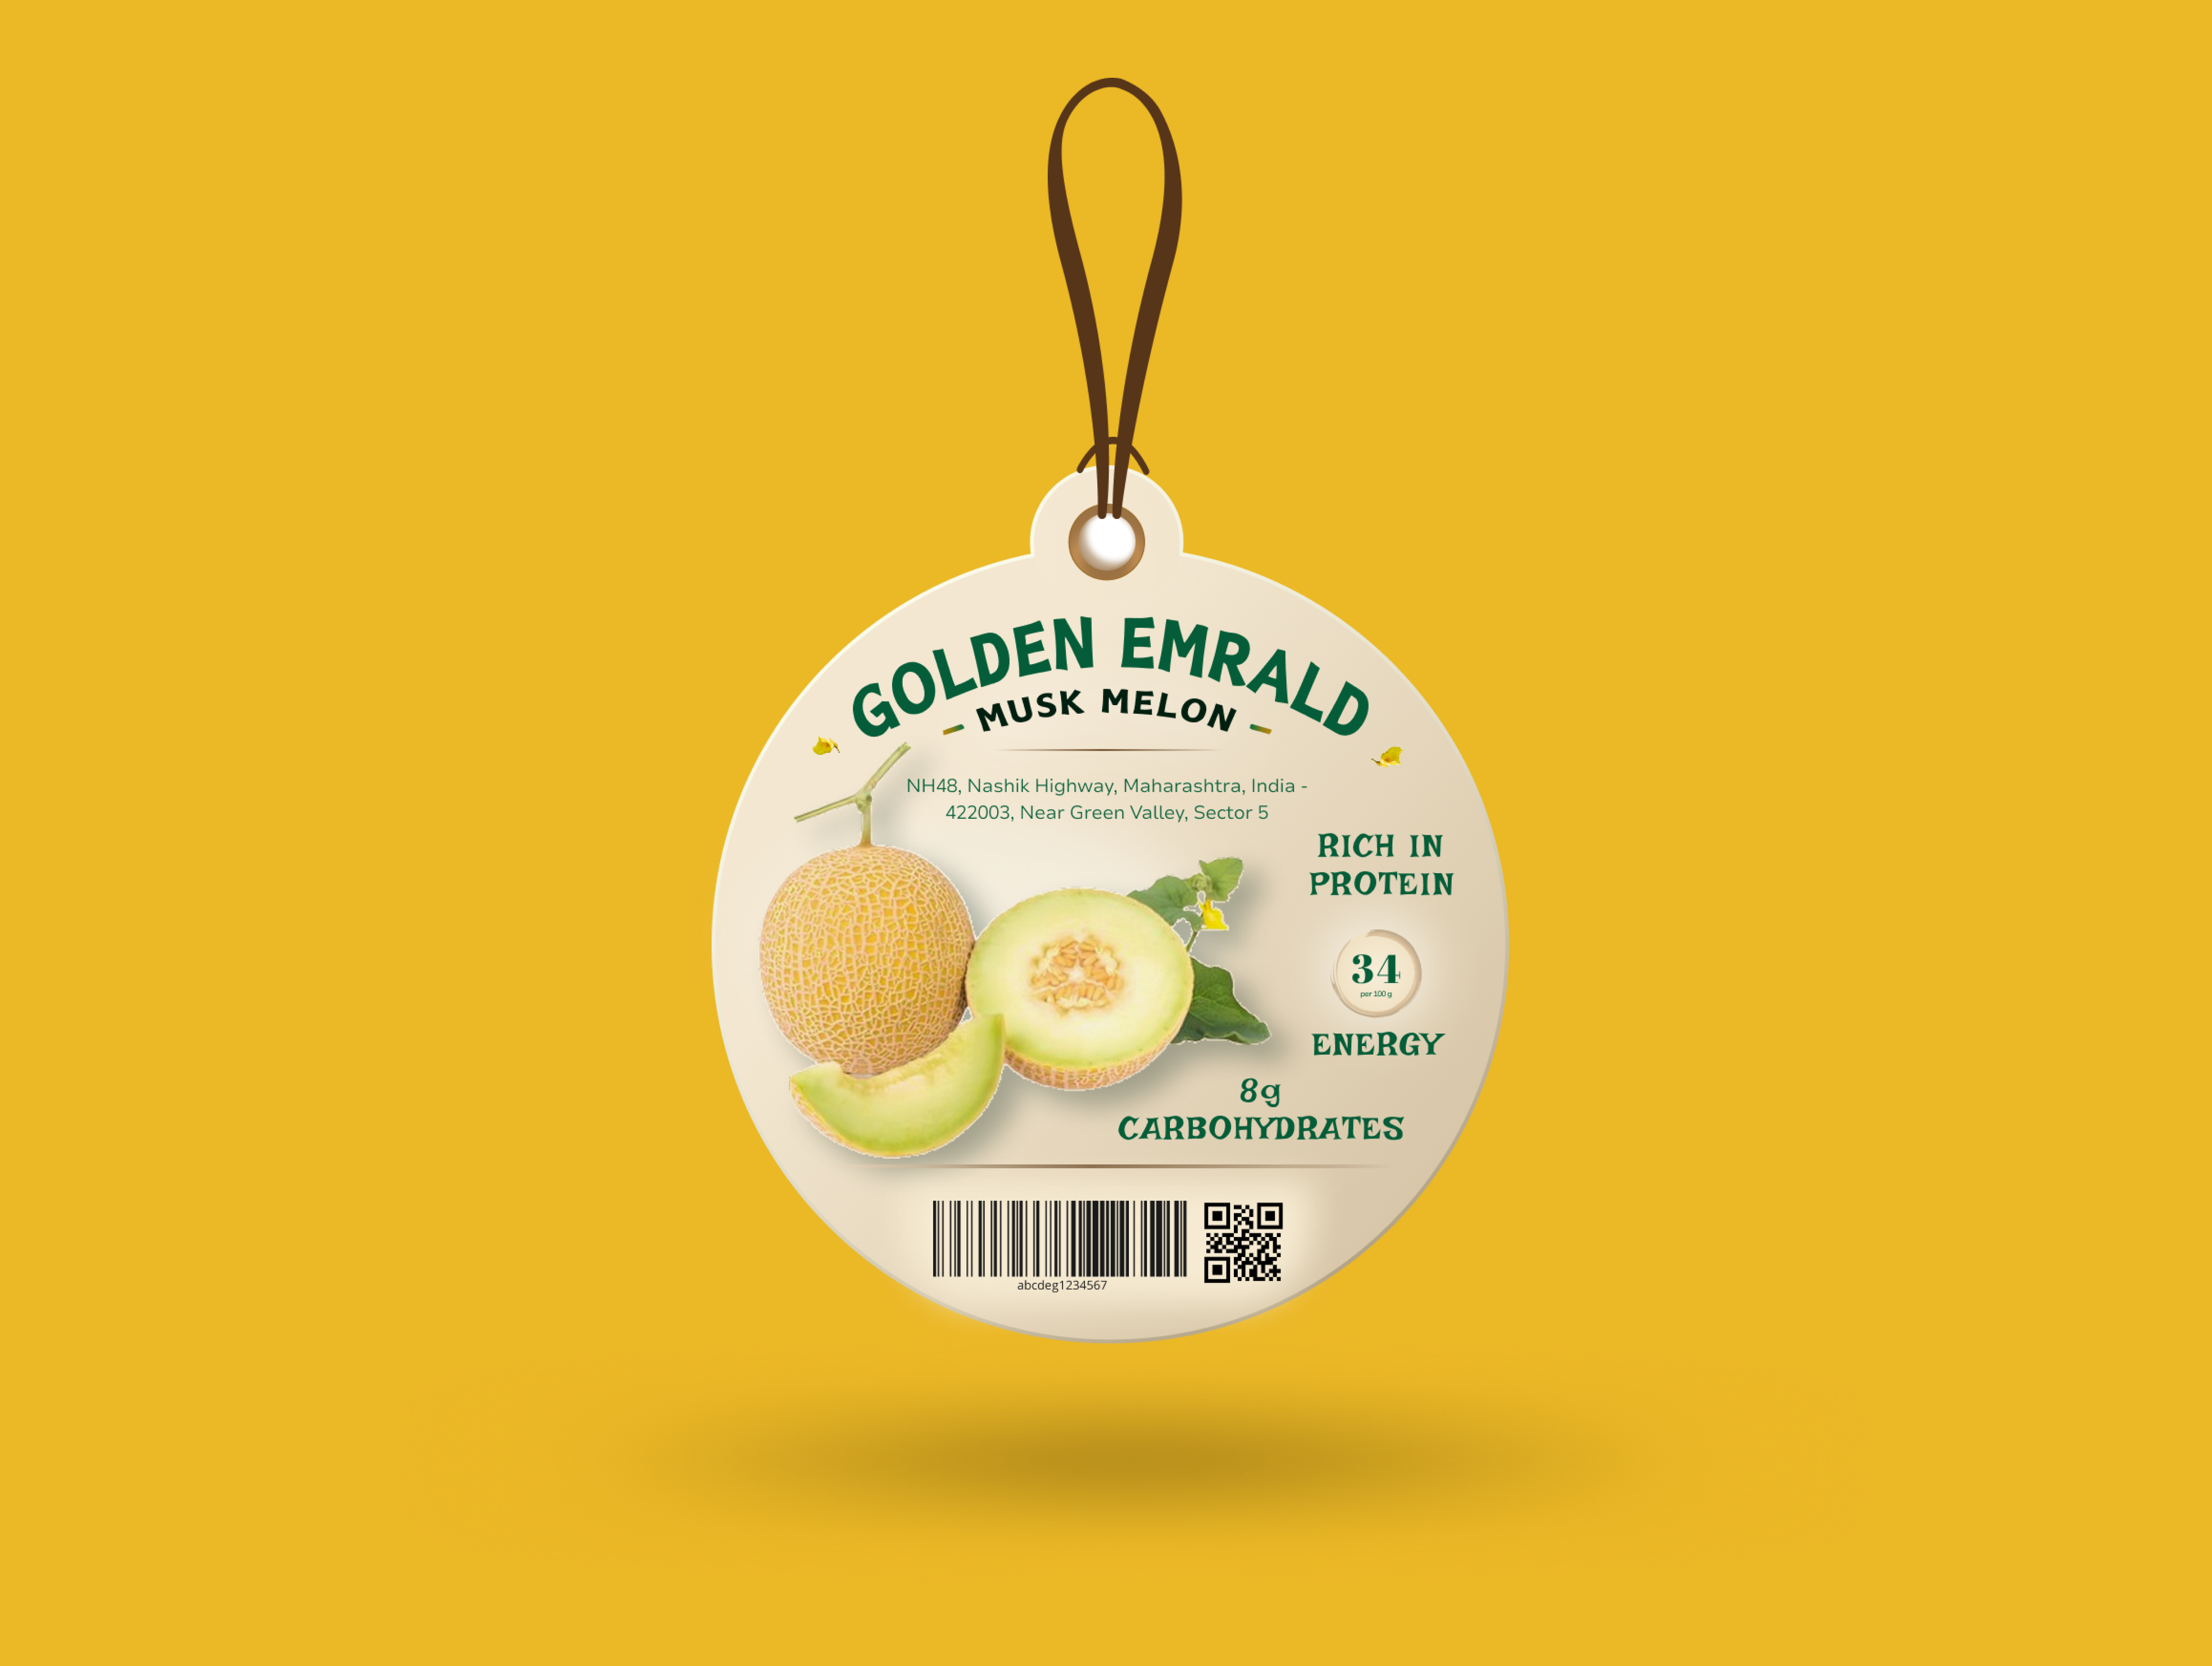 GOLDEN EMRALD
MUSK MELON
NH48, Nashik Highway, Maharashtra, India -
422003, Near Green Valley, Sector 5
RICH IN
PROTEIN
34
per 100 g
ENERGY
8g
CARBOHYDRATES
abcdeg1234567